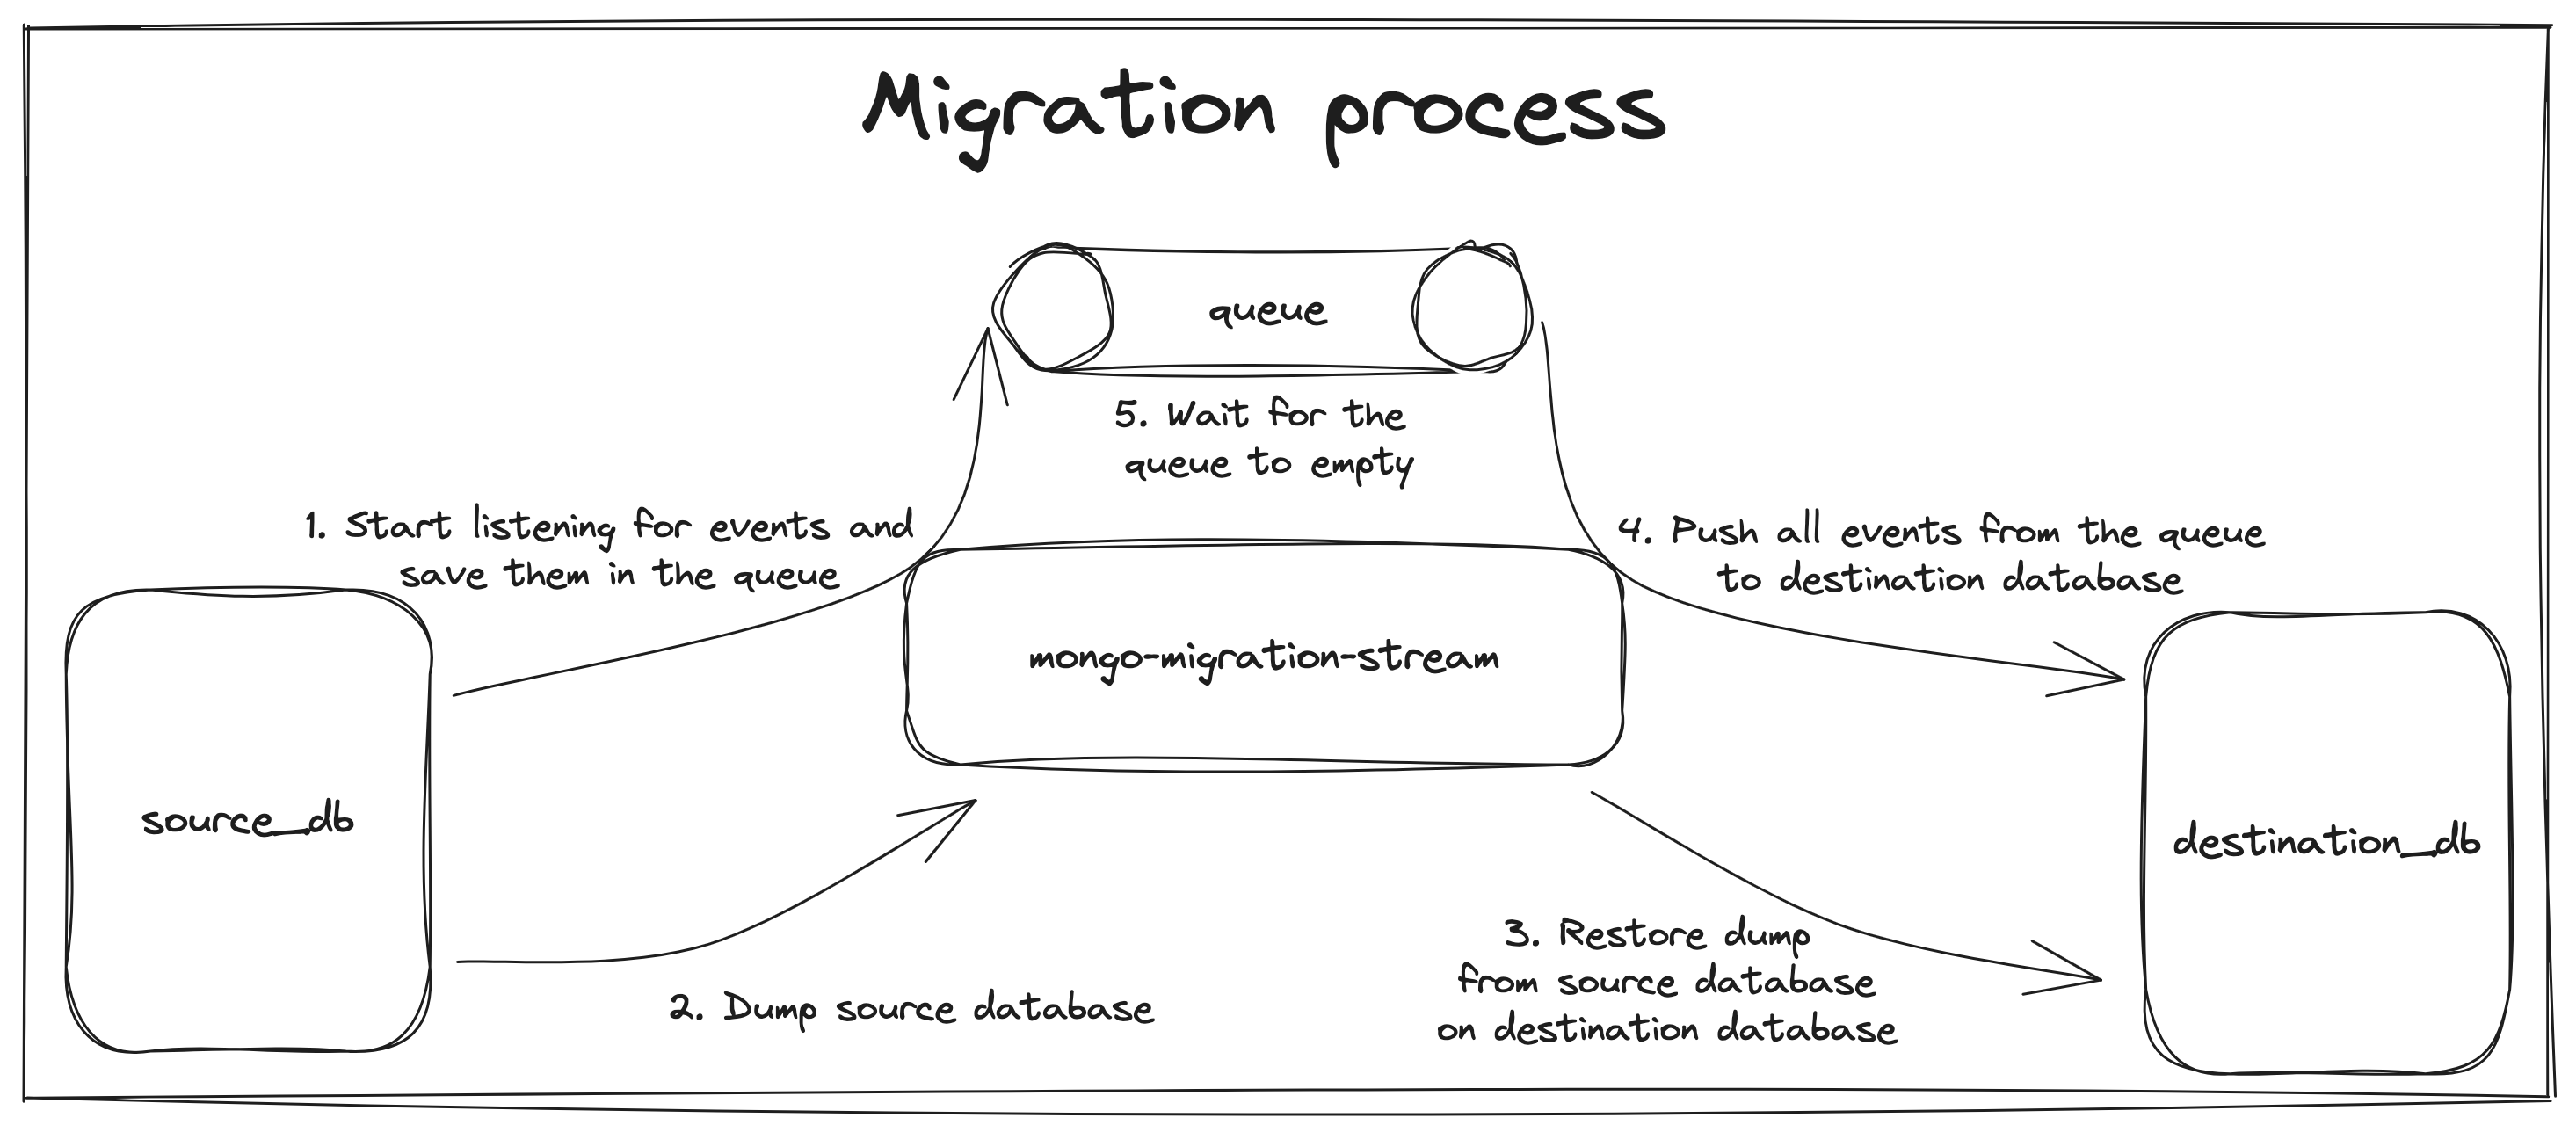 Migration process
queue
5. Wait for the
queue to empty
1. Start listening for events and
save them in the queue
4. Push all events from the queue
to destination database
mongo-migration-stream
source_db
destination_db
2. Dump source database
3. Restore dump
from source database
on destination database